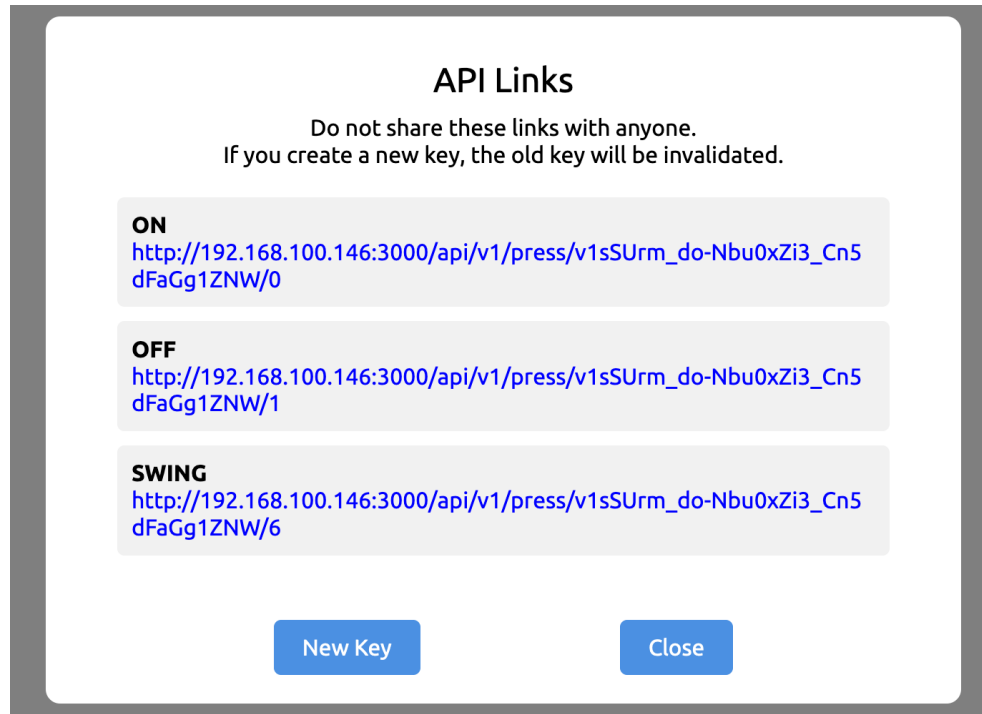 API Links
Do not share these links with anyone.
If you create a new key, the old key will be invalidated.
ON
http://192.168.100.146:3000/api/v1/press/v1sSUrm_do-Nbu0xZi3_Cn5
dFaGg1ZNW/0
OFF
http://192.168.100.146:3000/api/v1/press/v1sSUrm_do-Nbu0xZi3_Cn5
dFaGg1ZNW/1
SWING
http://192.168.100.146:3000/api/v1/press/v1sSUrm_do-Nbu0xZi3_Cn5
dFaGg1ZNW/6
New Key
Close